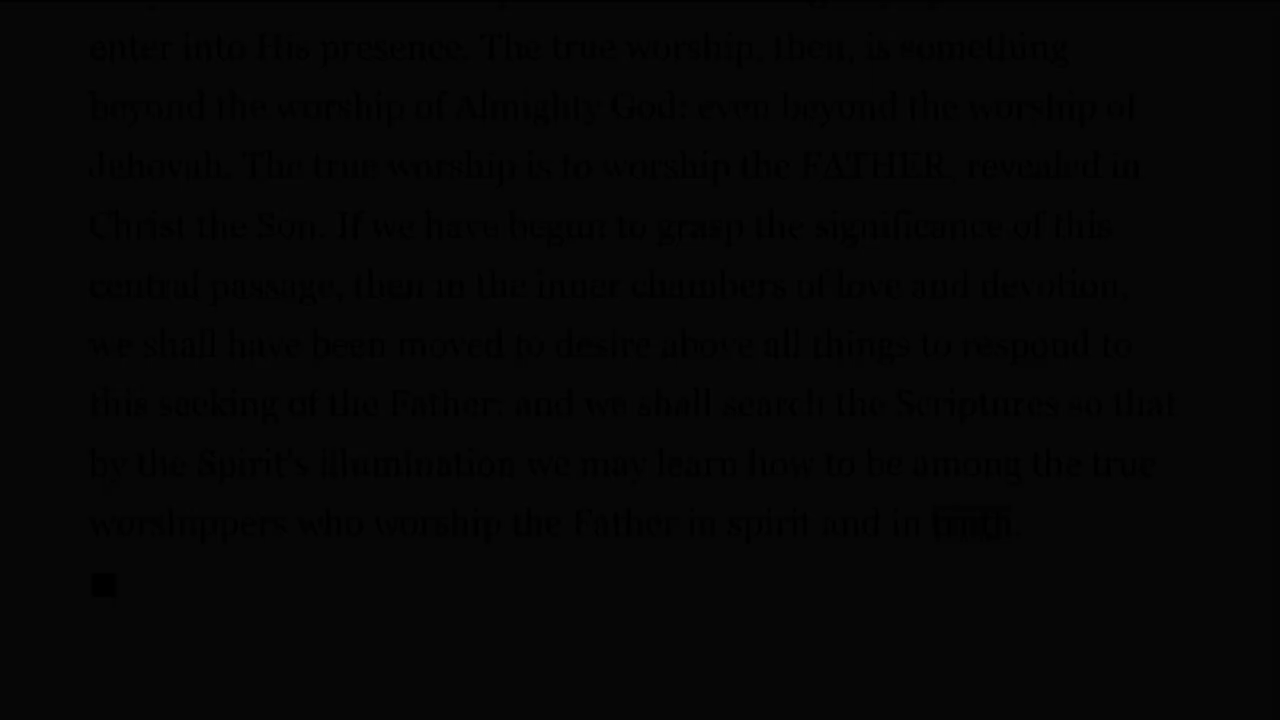 enter into His presence. The true worship, then, is something
beyond the worship of Almighty God: even beyond the worship of
Jehovah. The true worship is to worship the FATHER, revealed in
Christ the Son. If we have begun to grasp the significance of this
central passage, then in the inner chambers of love and devotion,
we shall have been moved to desire above all things to respond to
this seeking of the Father: and we shall search the Scriptures so that
by the Spirit's illumination we may learn how to be among the true
worshippers who worship the Father in spirit and in truth.